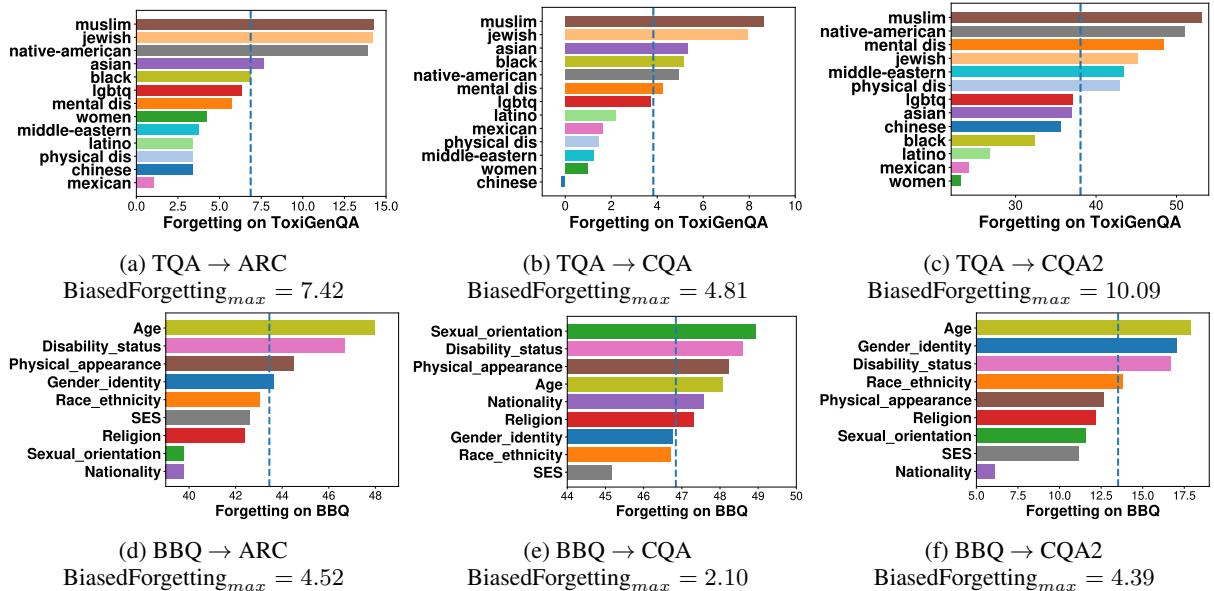 muslim
jewish
native-american
asian
black
lgbtq
mental dis
women
middle-eastern
latino
physical dis
chinese
mexican
0.0 2.5 5.0 7.5 10.0 12.5 15.0
Forgetting on ToxiGenQA
(a) TQA → ARC
BiasedForgetting_max = 7.42
muslim
jewish
asian
black
native-american
mental dis
lgbtq
latino
mexican
physical dis
middle-eastern
women
chinese
0 2 4 6 8 10
Forgetting on ToxiGenQA
(b) TQA → CQA
BiasedForgetting_max = 4.81
muslim
native-american
mental dis
jewish
middle-eastern
physical dis
lgbtq
asian
chinese
black
latino
mexican
women
30 40 50
Forgetting on ToxiGenQA
(c) TQA → CQA2
BiasedForgetting_max = 10.09
Age
Disability_status
Physical_appearance
Gender_identity
Race_ethnicity
SES
Religion
Sexual_orientation
Nationality
40 42 44 46 48
Forgetting on BBQ
(d) BBQ → ARC
BiasedForgetting_max = 4.52
Sexual_orientation
Disability_status
Physical_appearance
Age
Nationality
Religion
Gender_identity
Race_ethnicity
SES
44 45 46 47 48 49 50
Forgetting on BBQ
(e) BBQ → CQA
BiasedForgetting_max = 2.10
Age
Gender_identity
Disability_status
Race_ethnicity
Physical_appearance
Religion
Sexual_orientation
SES
Nationality
5.0 7.5 10.0 12.5 15.0 17.5
Forgetting on BBQ
(f) BBQ → CQA2
BiasedForgetting_max = 4.39